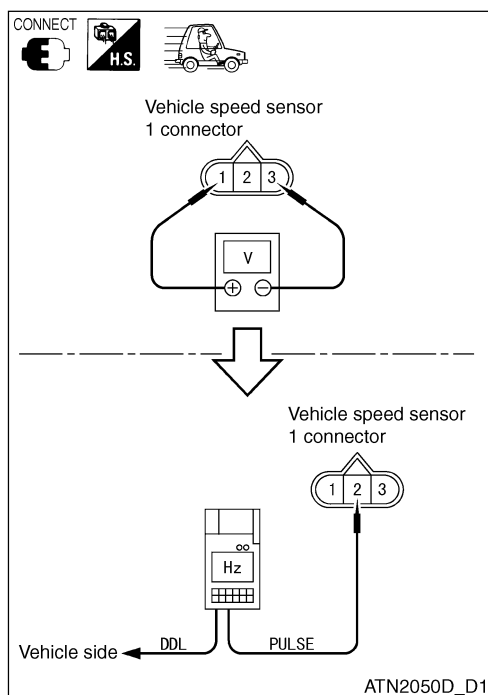 CONNECT
H.S.
Vehicle speed sensor
1 connector
1 2 3
V
+ −
Vehicle speed sensor
1 connector
1 2 3
Hz
Vehicle side
DDL
PULSE
ATN2050D_D1